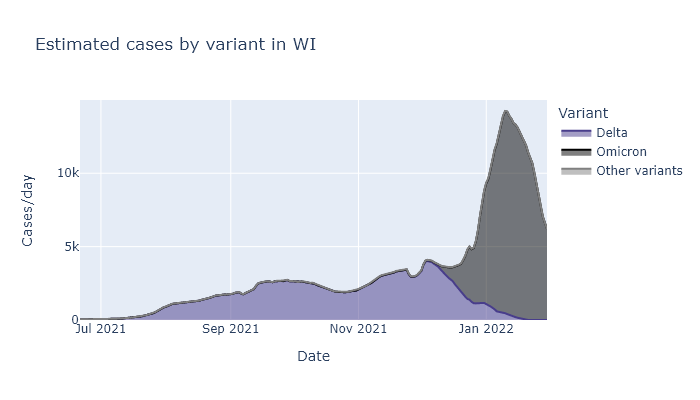 Estimated cases by variant in WI
Variant
Delta
Omicron
Other variants
Cases/day
10k
5k
0
Jul 2021
Sep 2021
Nov 2021
Jan 2022
Date